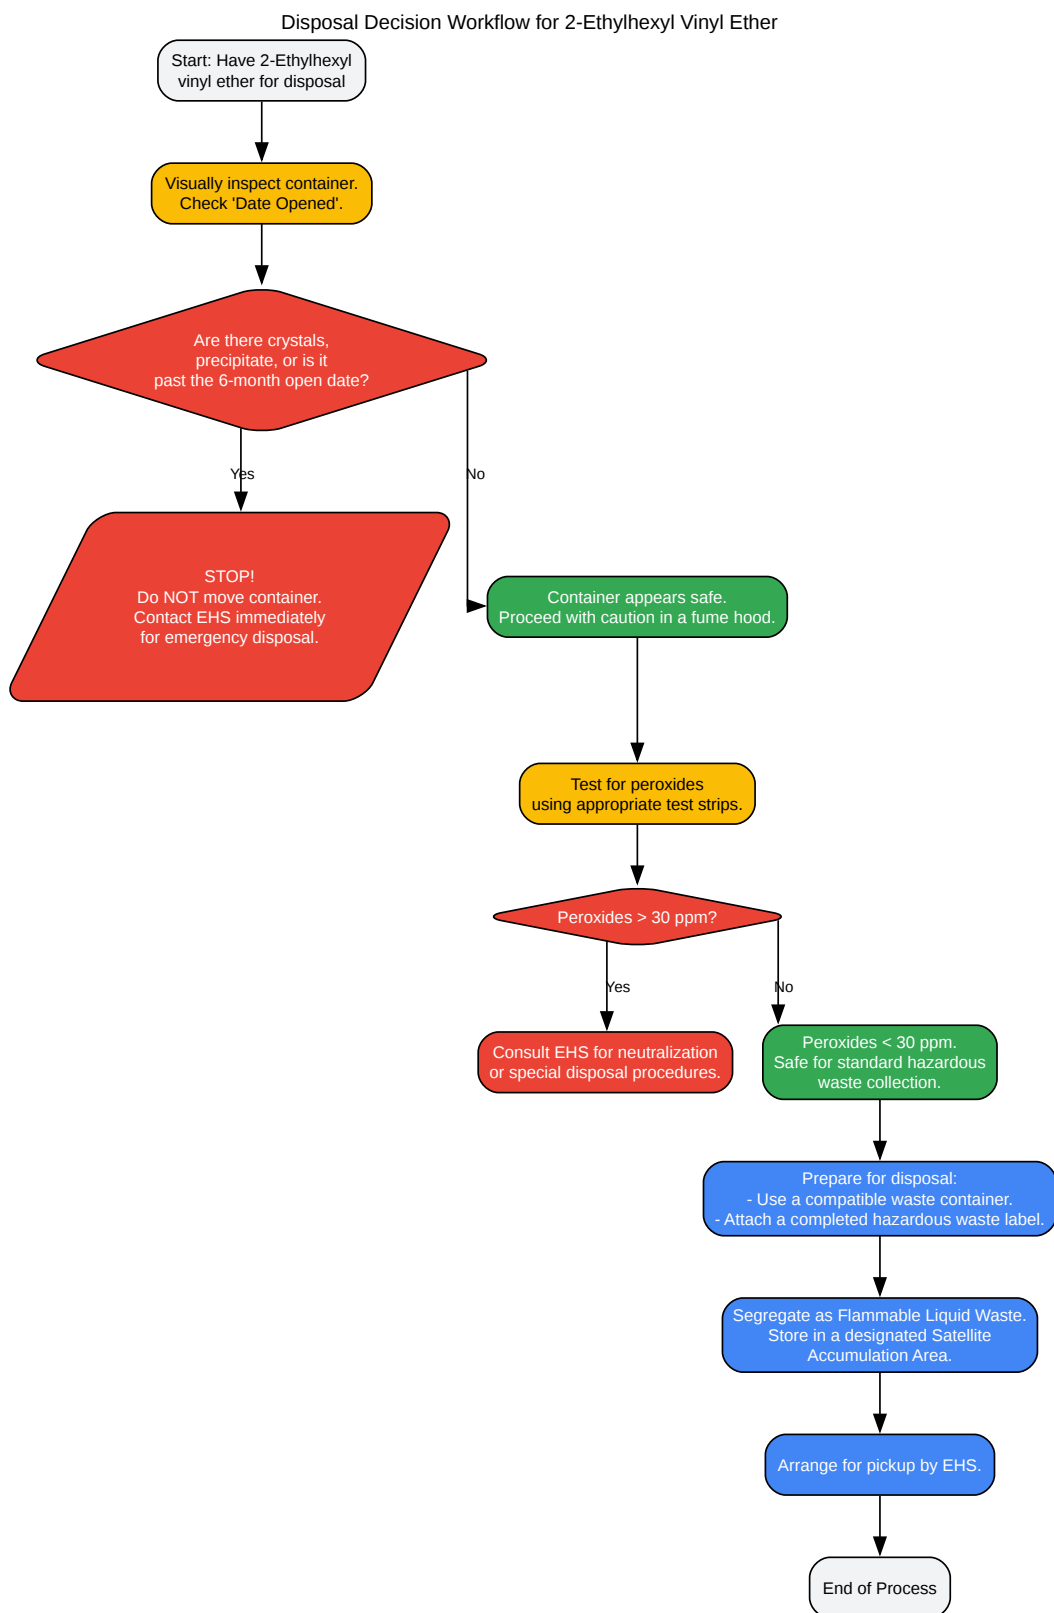 Disposal Decision Workflow for 2-Ethylhexyl Vinyl Ether
Start: Have 2-Ethylhexyl
vinyl ether for disposal
Visually inspect container.
Check 'Date Opened'.
Are there crystals,
precipitate, or is it
past the 6-month open date?
Yes
No
STOP!
Do NOT move container.
Contact EHS immediately
for emergency disposal.
Container appears safe.
Proceed with caution in a fume hood.
Test for peroxides
using appropriate test strips.
Peroxides > 30 ppm?
Yes
No
Consult EHS for neutralization
or special disposal procedures.
Peroxides < 30 ppm.
Safe for standard hazardous
waste collection.
Prepare for disposal:
- Use a compatible waste container.
- Attach a completed hazardous waste label.
Segregate as Flammable Liquid Waste.
Store in a designated Satellite
Accumulation Area.
Arrange for pickup by EHS.
End of Process